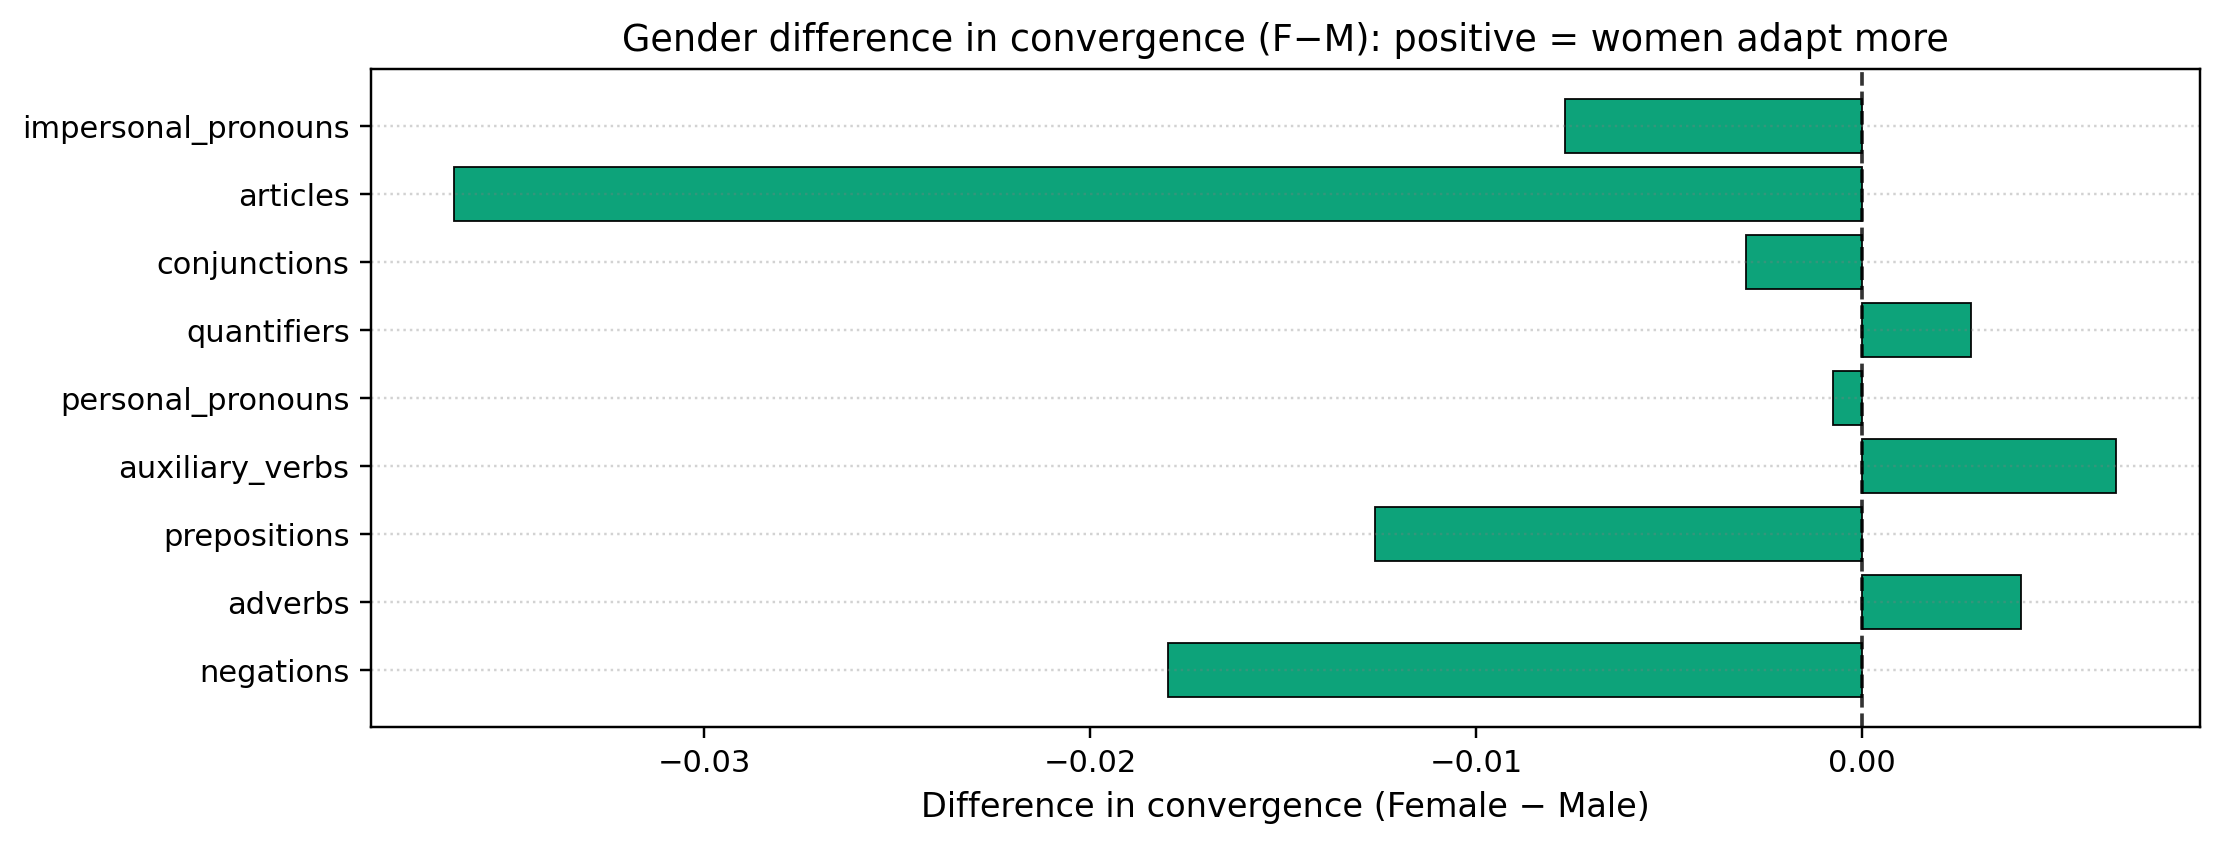 Gender difference in convergence (F−M): positive = women adapt more
impersonal_pronouns
articles
conjunctions
quantifiers
personal_pronouns
auxiliary_verbs
prepositions
adverbs
negations
−0.03 −0.02 −0.01 0.00
Difference in convergence (Female − Male)